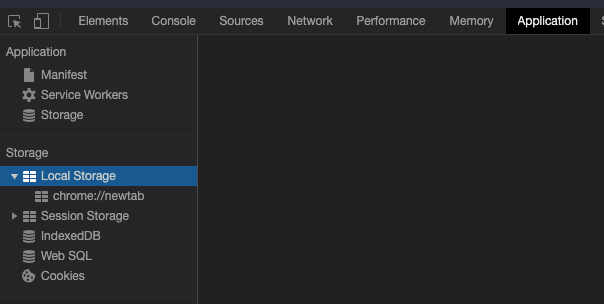 Elements Console Sources Network Performance Memory Application
Application
Manifest
Service Workers
Storage
Storage
Local Storage
chrome://newtab
Session Storage
IndexedDB
Web SQL
Cookies